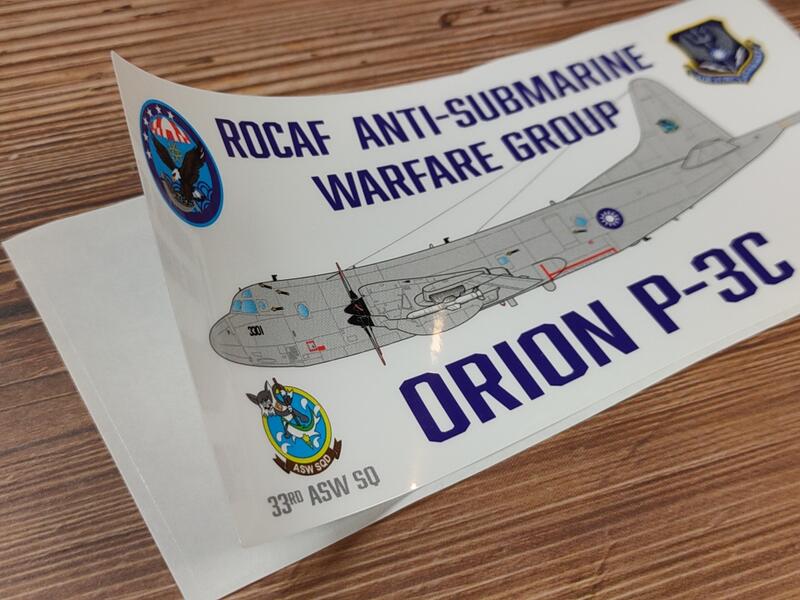 ROCAF ANTI-SUBMARINE
WARFARE GROUP
3301
ORION P-3C
ASW SQD
33RD ASW SQ